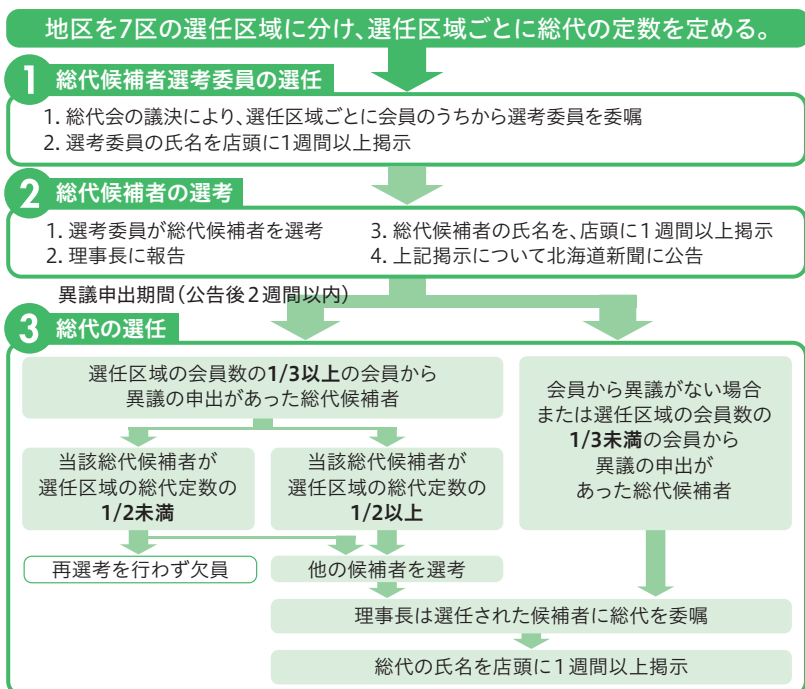 地区を7区の選任区域に分け、選任区域ごとに総代の定数を定める。
1 総代候補者選考委員の選任
1. 総代会の議決により、選任区域ごとに会員のうちから選考委員を委嘱
2. 選考委員の氏名を店頭に1週間以上掲示
2 総代候補者の選考
1. 選考委員が総代候補者を選考
2. 理事長に報告
3. 総代候補者の氏名を、店頭に1週間以上掲示
4. 上記掲示について北海道新聞に公告
異議申出期間(公告後2週間以内)
3 総代の選任
選任区域の会員数の1/3以上の会員から
異議の申出があった総代候補者
当該総代候補者が
選任区域の総代定数の
1/2未満
当該総代候補者が
選任区域の総代定数の
1/2以上
会員から異議がない場合
または選任区域の会員数の
1/3未満の会員から
異議の申出が
あった総代候補者
再選考を行わず欠員
他の候補者を選考
理事長は選任された候補者に総代を委嘱
総代の氏名を店頭に1週間以上掲示